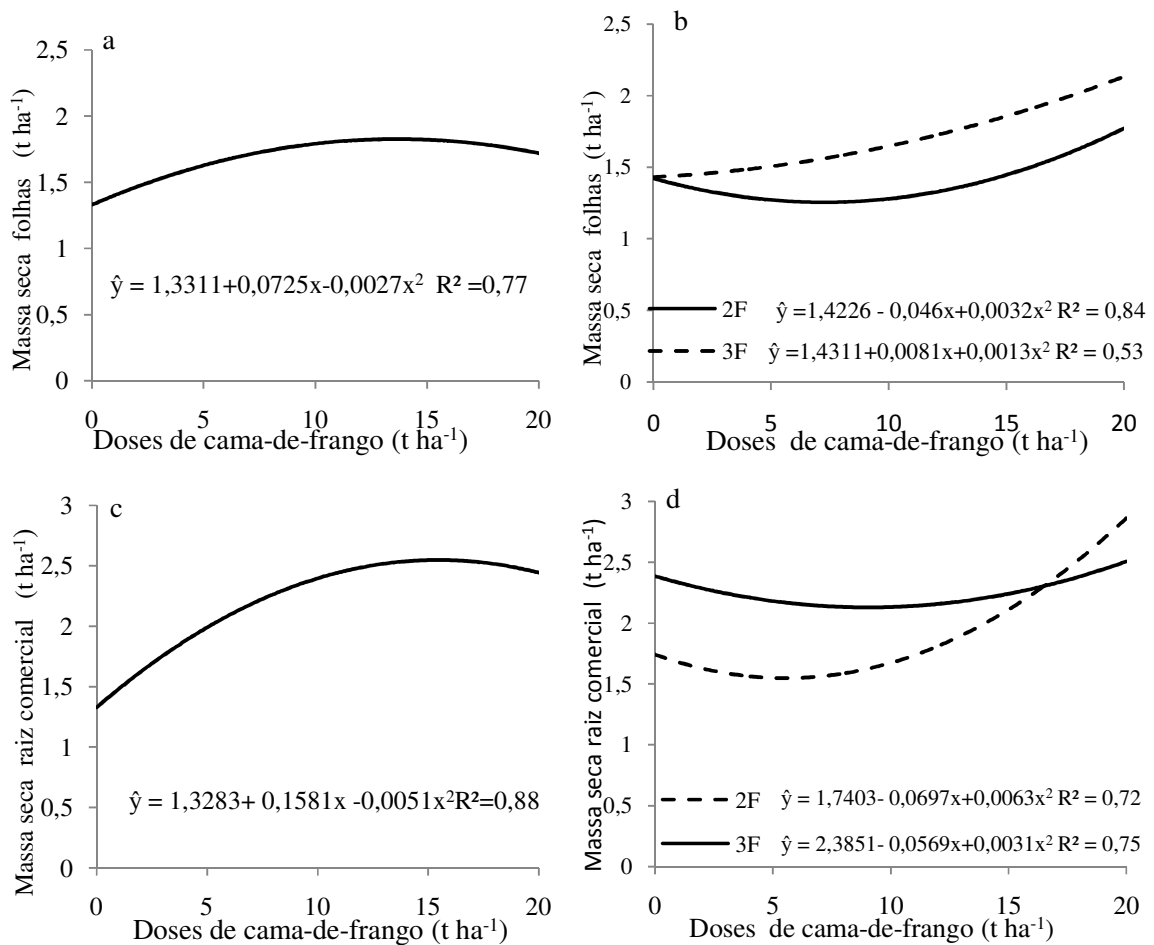 a
Massa seca folhas (t ha⁻¹)
2,5
2
1,5
1
0,5
0
ŷ = 1,3311+0,0725x-0,0027x² R² =0,77
0 5 10 15 20
Doses de cama-de-frango (t ha⁻¹)
b
Massa seca folhas (t ha⁻¹)
2,5
2
1,5
1
0,5
0
2F ŷ =1,4226 - 0,046x+0,0032x² R² = 0,84
3F ŷ =1,4311+0,0081x+0,0013x² R² = 0,53
0 5 10 15 20
Doses de cama-de-frango (t ha⁻¹)
c
Massa seca raiz comercial (t ha⁻¹)
3
2,5
2
1,5
1
0,5
0
ŷ = 1,3283+ 0,1581x -0,0051x²R²=0,88
0 5 10 15 20
Doses de cama-de-frango (t ha⁻¹)
d
Massa seca raiz comercial (t ha⁻¹)
3
2,5
2
1,5
1
0,5
0
2F ŷ = 1,7403- 0,0697x+0,0063x² R² = 0,72
3F ŷ = 2,3851- 0,0569x+0,0031x² R² = 0,75
0 5 10 15 20
Doses de cama-de-frango (t ha⁻¹)